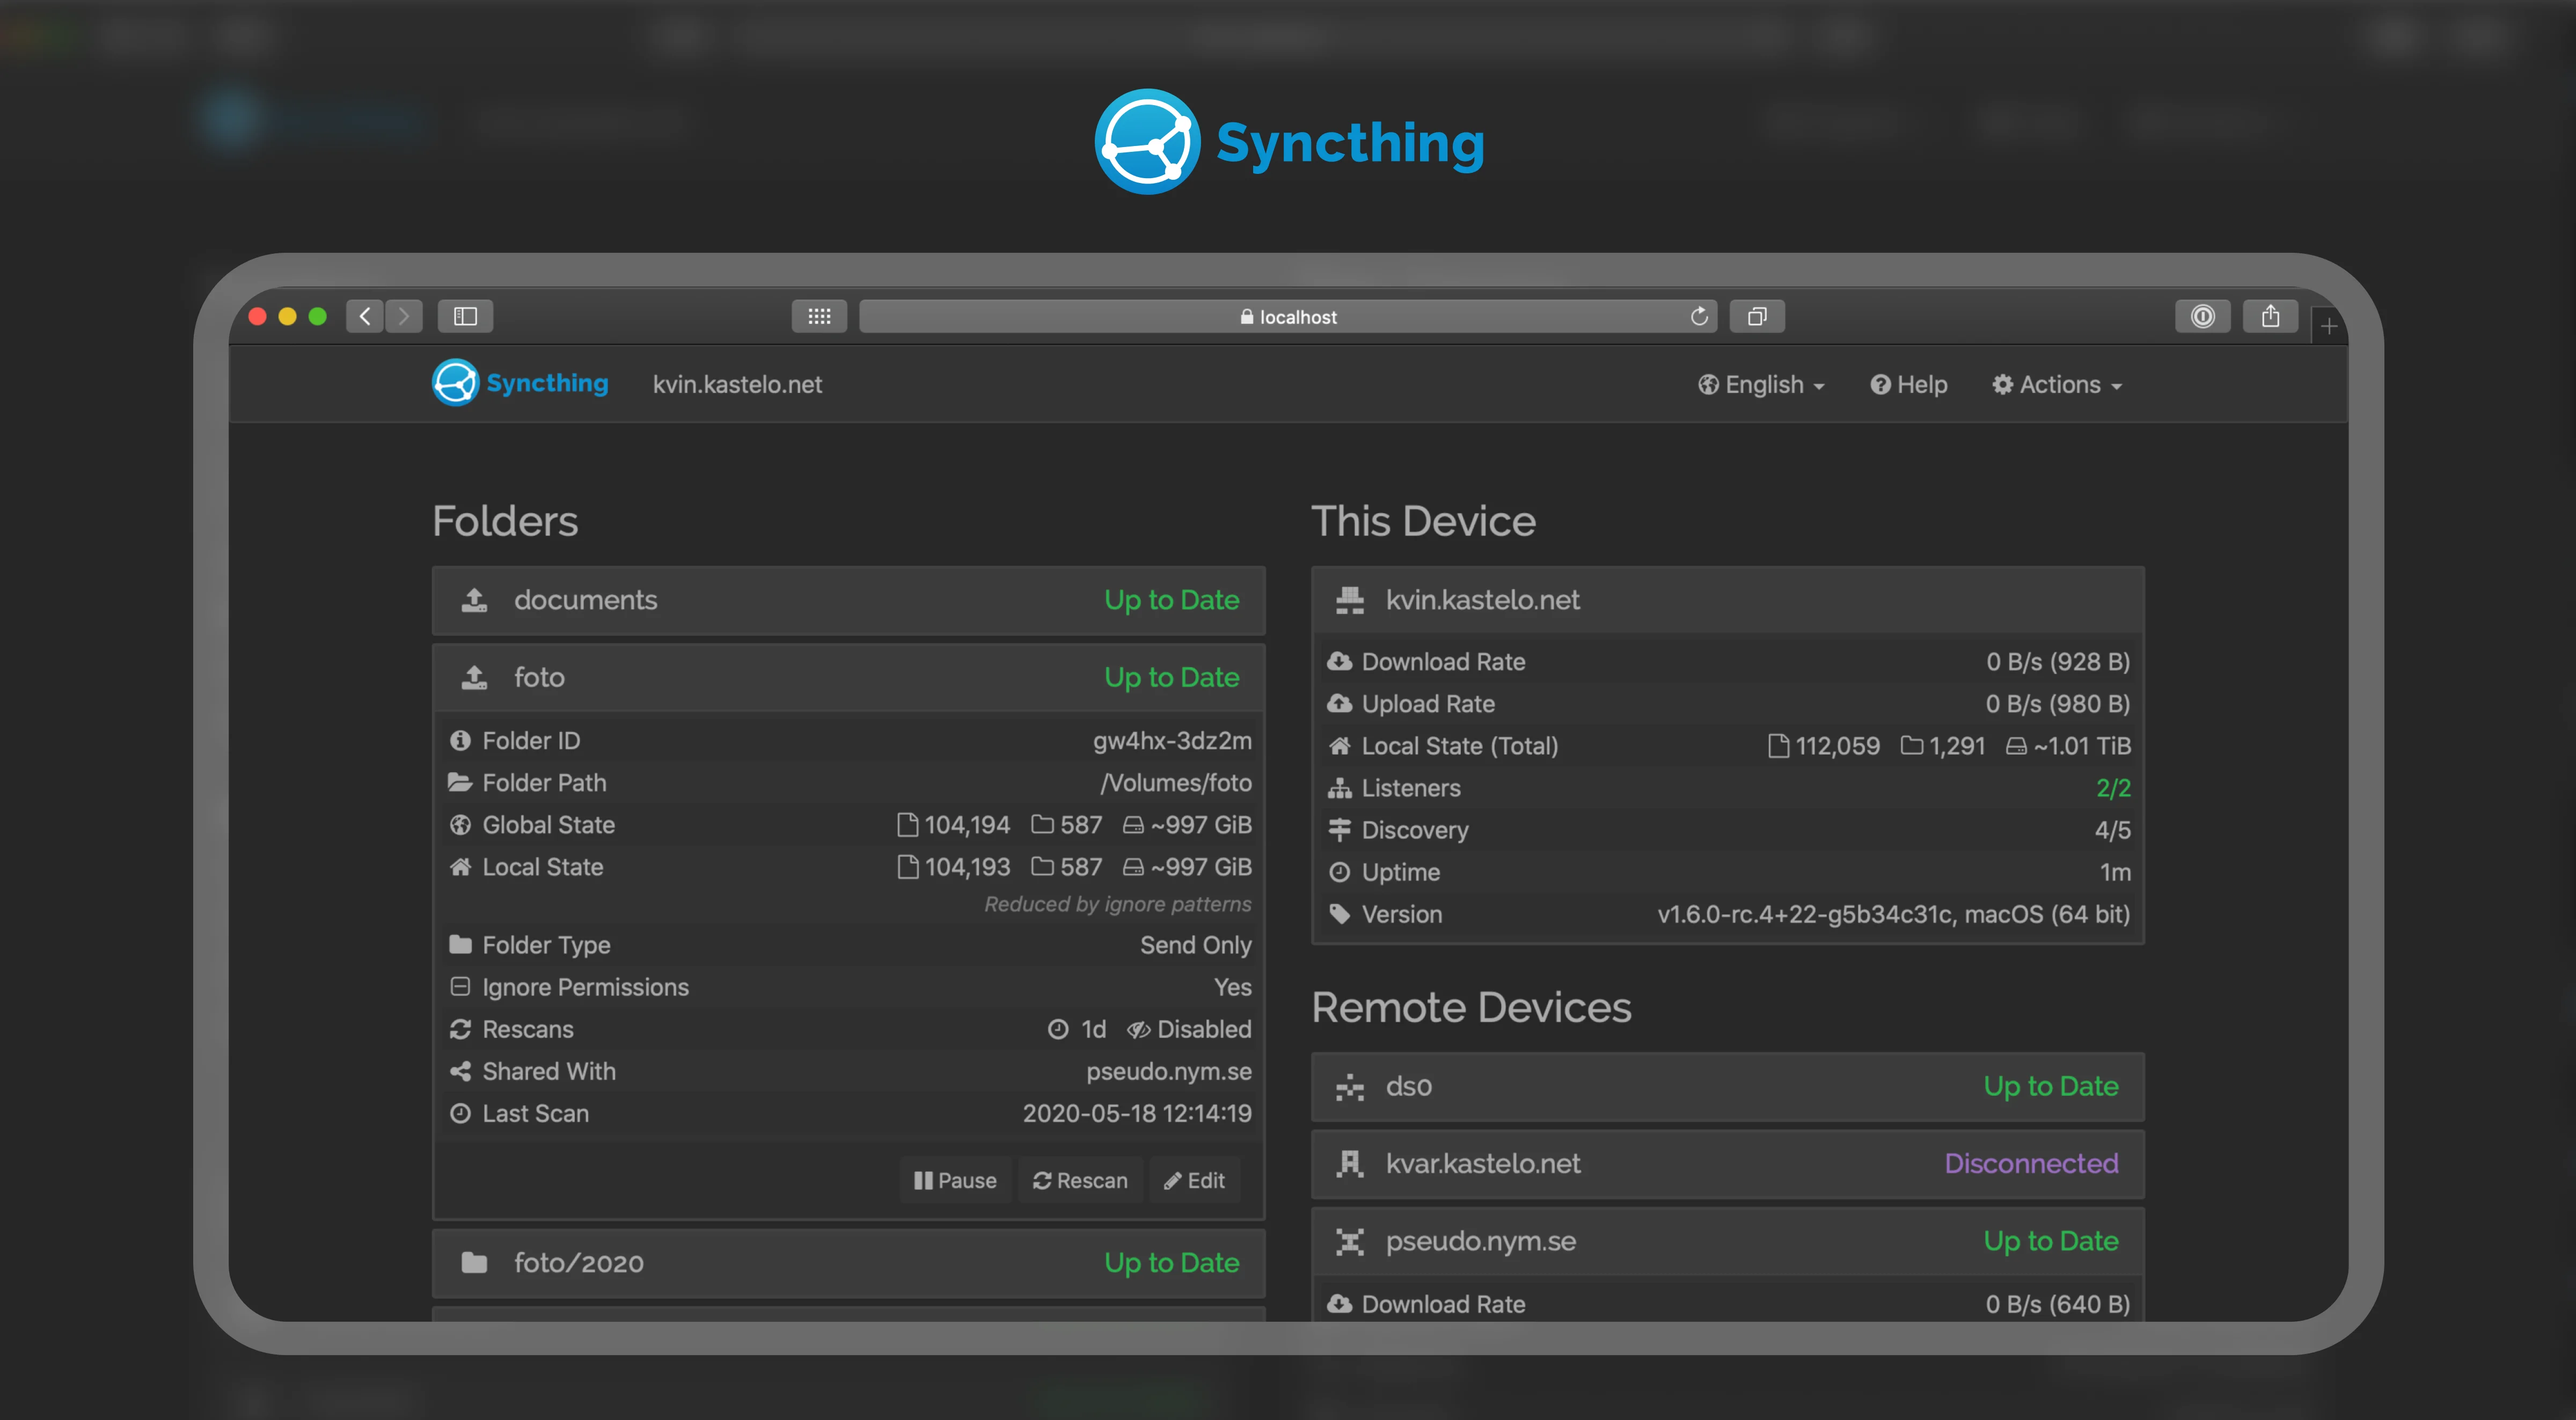 Syncthing
localhost
Syncthing kvin.kastelo.net English Help Actions
Folders
documents Up to Date
foto Up to Date
Folder ID gw4hx-3dz2m
Folder Path /Volumes/foto
Global State 104,194 587 ~997 GiB
Local State 104,193 587 ~997 GiB
Reduced by ignore patterns
Folder Type Send Only
Ignore Permissions Yes
Rescans 1d Disabled
Shared With pseudo.nym.se
Last Scan 2020-05-18 12:14:19
Pause Rescan Edit
foto/2020 Up to Date
This Device
kvin.kastelo.net
Download Rate 0 B/s (928 B)
Upload Rate 0 B/s (980 B)
Local State (Total) 112,059 1,291 ~1.01 TiB
Listeners 2/2
Discovery 4/5
Uptime 1m
Version v1.6.0-rc.4+22-g5b34c31c, macOS (64 bit)
Remote Devices
ds0 Up to Date
kvar.kastelo.net Disconnected
pseudo.nym.se Up to Date
Download Rate 0 B/s (640 B)